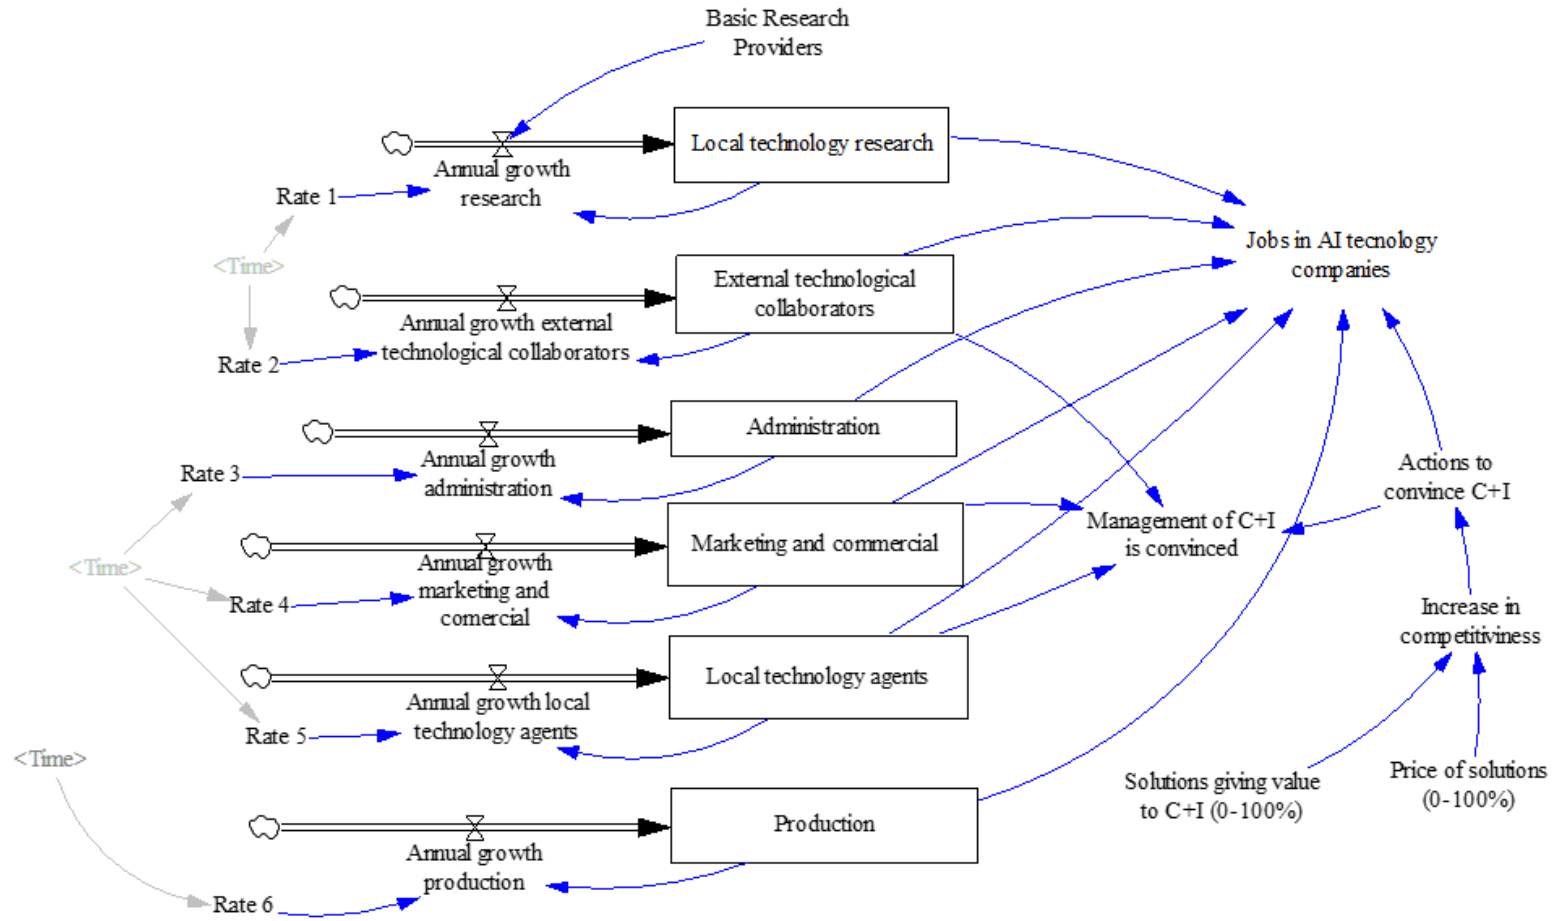 Basic Research
Providers
Local technology research
Annual growth
research
Rate 1
<Time>
Jobs in AI tecnology
companies
External technological
collaborators
Annual growth external
technological collaborators
Rate 2
Administration
Annual growth
administration
Rate 3
Actions to
convince C+I
Marketing and commercial
Management of C+I
is convinced
<Time>
Annual growth
marketing and
comercial
Rate 4
Increase in
competitiviness
Local technology agents
Annual growth local
technology agents
Rate 5
<Time>
Solutions giving value
to C+I (0-100%)
Price of solutions
(0-100%)
Production
Annual growth
production
Rate 6